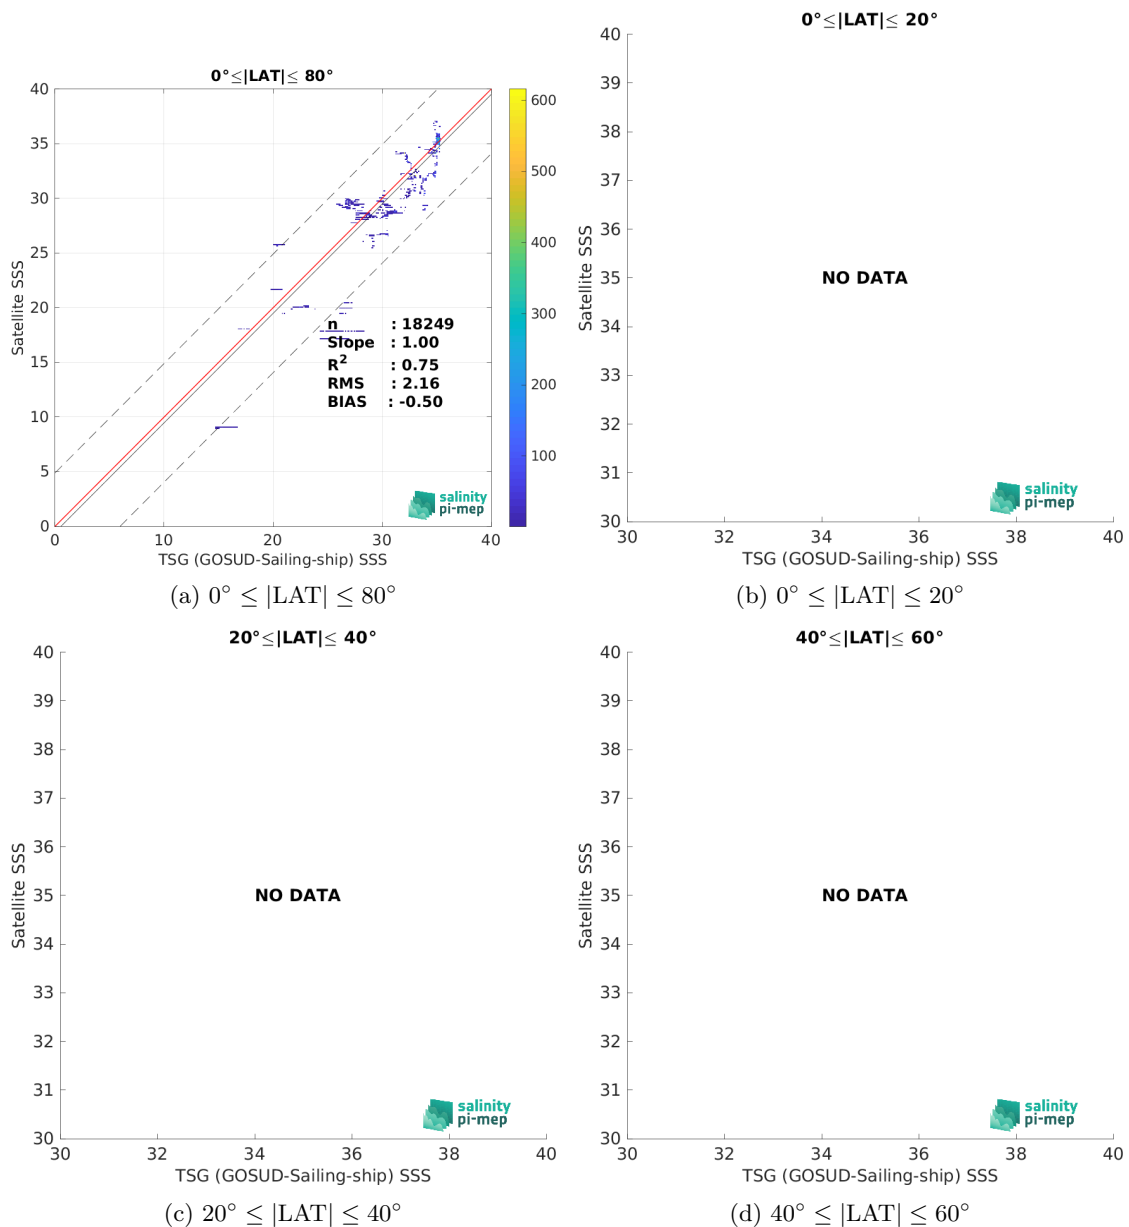 0°≤|LAT|≤ 80°
40
35
30
25
20
15
10
5
0
Satellite SSS
n : 18249
Slope : 1.00
R² : 0.75
RMS : 2.16
BIAS : -0.50
salinity
pi-mep
0 10 20 30 40
TSG (GOSUD-Sailing-ship) SSS
600
500
400
300
200
100
(a) 0° ≤ |LAT| ≤ 80°
0°≤|LAT|≤ 20°
40
39
38
37
36
35
34
33
32
31
30
Satellite SSS
NO DATA
salinity
pi-mep
30 32 34 36 38 40
TSG (GOSUD-Sailing-ship) SSS
(b) 0° ≤ |LAT| ≤ 20°
20°≤|LAT|≤ 40°
40
39
38
37
36
35
34
33
32
31
30
Satellite SSS
NO DATA
salinity
pi-mep
30 32 34 36 38 40
TSG (GOSUD-Sailing-ship) SSS
(c) 20° ≤ |LAT| ≤ 40°
40°≤|LAT|≤ 60°
40
39
38
37
36
35
34
33
32
31
30
Satellite SSS
NO DATA
salinity
pi-mep
30 32 34 36 38 40
TSG (GOSUD-Sailing-ship) SSS
(d) 40° ≤ |LAT| ≤ 60°